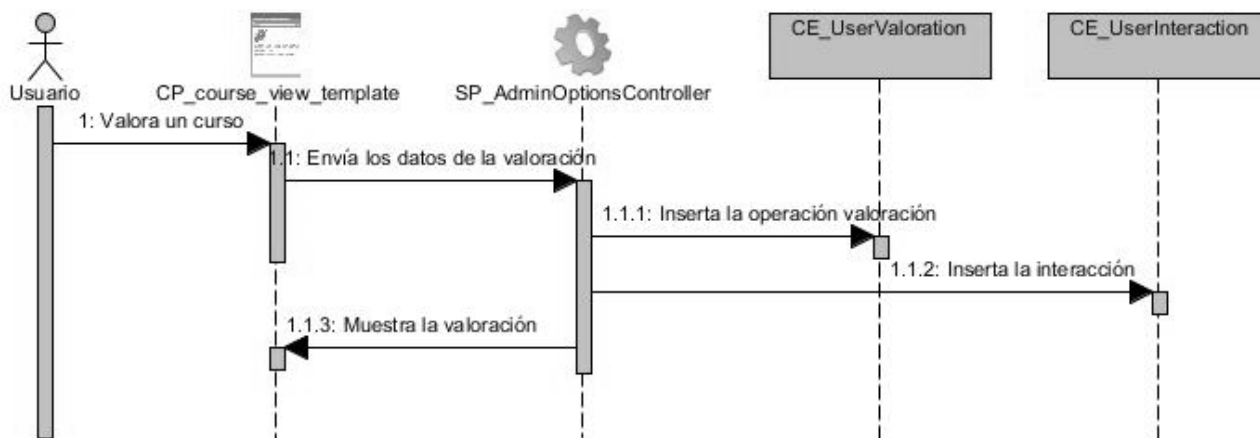 CE_UserValoration
CE_UserInteraction
Usuario
CP_course_view_template
SP_AdminOptionsController
1: Valora un curso
1.1: Envía los datos de la valoración
1.1.1: Inserta la operación valoración
1.1.2: Inserta la interacción
1.1.3: Muestra la valoración